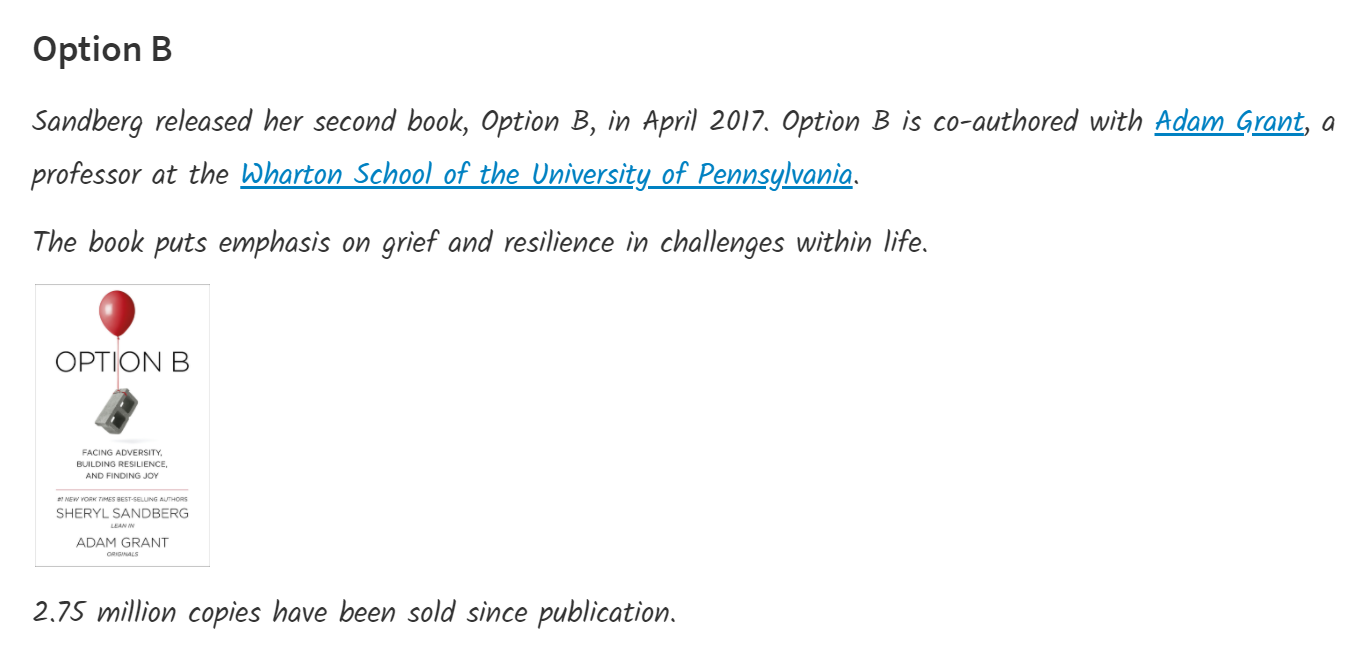 Option B
Sandberg released her second book, Option B, in April 2017. Option B is co-authored with Adam Grant, a
professor at the Wharton School of the University of Pennsylvania.
The book puts emphasis on grief and resilience in challenges within life.
OPTION B
FACING ADVERSITY,
BUILDING RESILIENCE,
AND FINDING JOY
#1 NEW YORK TIMES BEST-SELLING AUTHORS
SHERYL SANDBERG
LEAN IN
ADAM GRANT
ORIGINALS
2.75 million copies have been sold since publication.